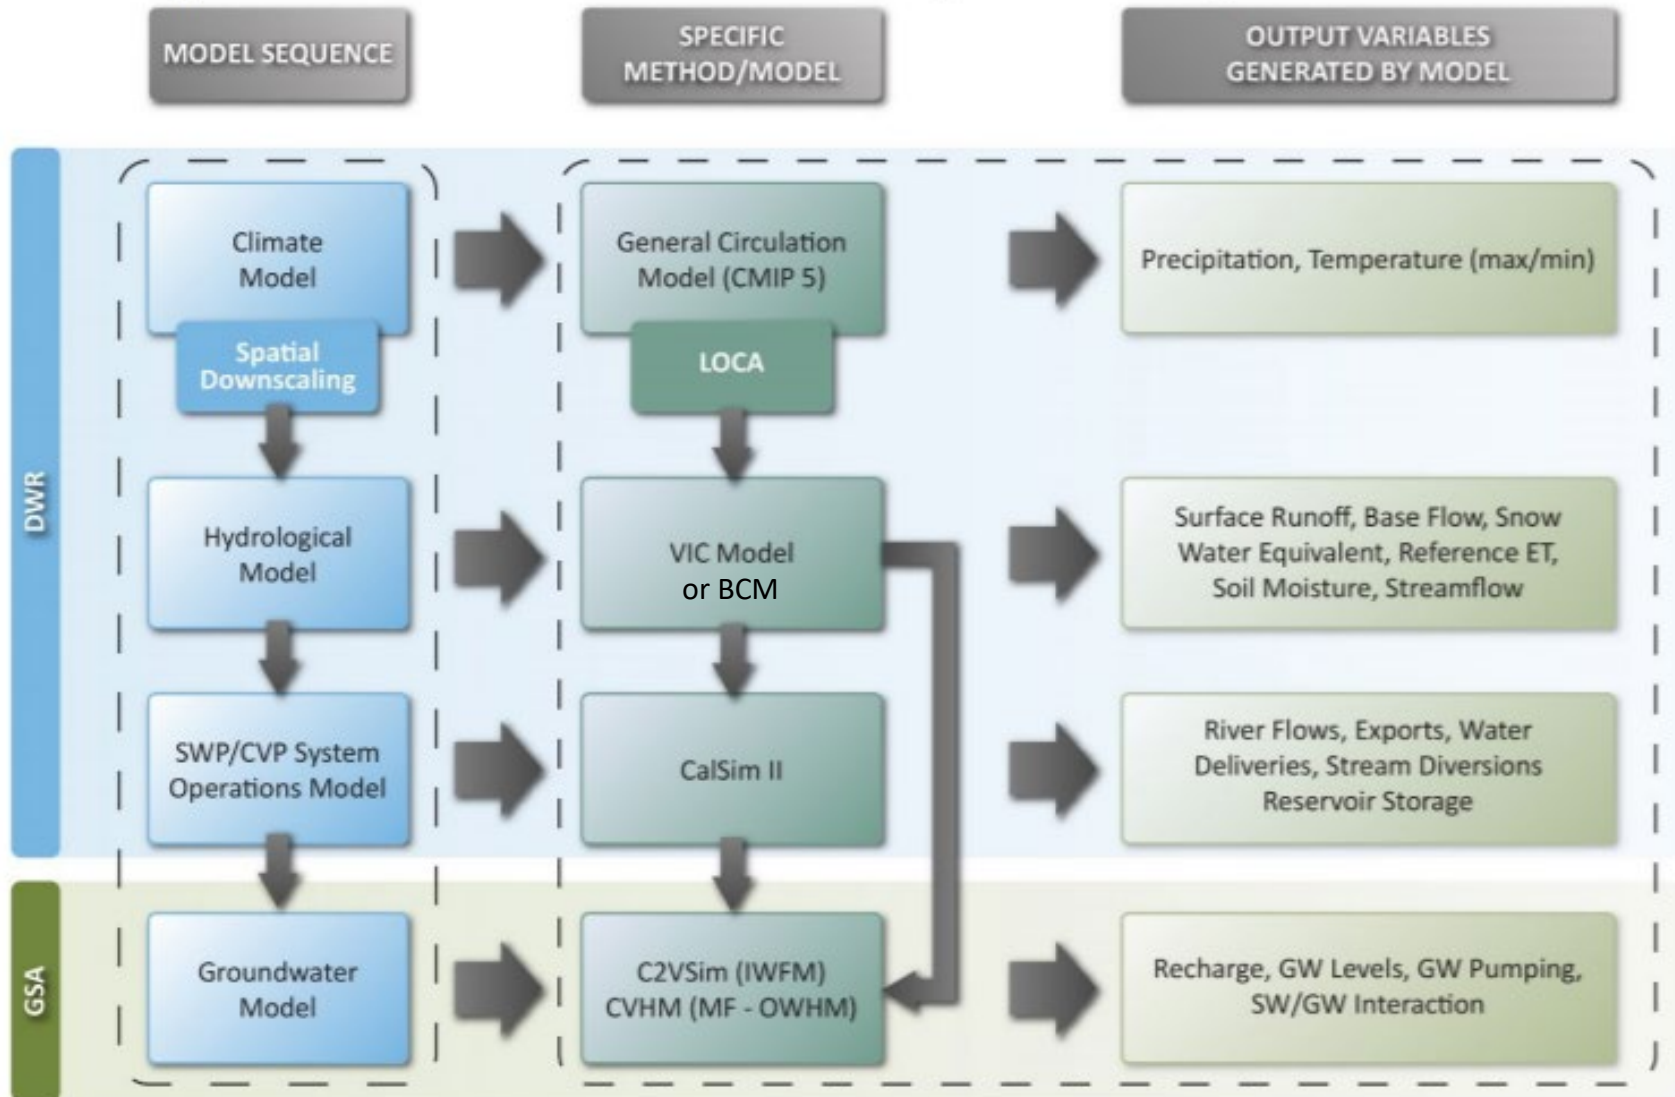 MODEL SEQUENCE
SPECIFIC
METHOD/MODEL
OUTPUT VARIABLES
GENERATED BY MODEL
DWR
Climate
Model
Spatial
Downscaling
General Circulation
Model (CMIP 5)
LOCA
Precipitation, Temperature (max/min)
Hydrological
Model
VIC Model
or BCM
Surface Runoff, Base Flow, Snow
Water Equivalent, Reference ET,
Soil Moisture, Streamflow
SWP/CVP System
Operations Model
CalSim II
River Flows, Exports, Water
Deliveries, Stream Diversions
Reservoir Storage
GSA
Groundwater
Model
C2VSim (IWFM)
CVHM (MF - OWHM)
Recharge, GW Levels, GW Pumping,
SW/GW Interaction